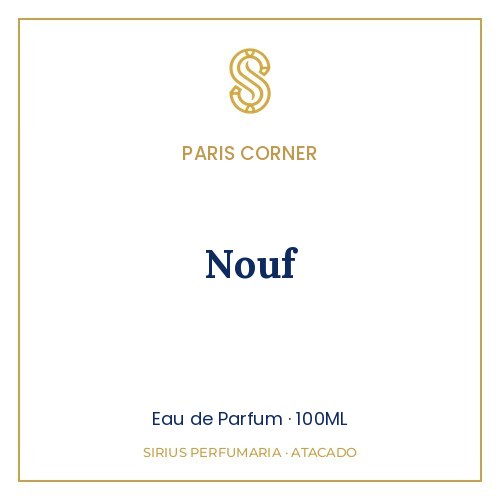 PARIS CORNER
Nouf
Eau de Parfum · 100ML
SIRIUS PERFUMARIA · ATACADO